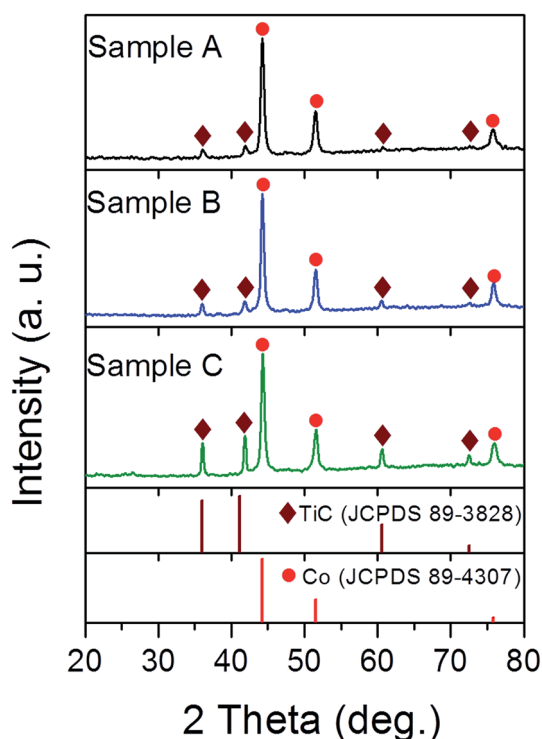 Sample A
Sample B
Sample C
TiC (JCPDS 89-3828)
Co (JCPDS 89-4307)
20 30 40 50 60 70 80
2 Theta (deg.)
Intensity (a. u.)